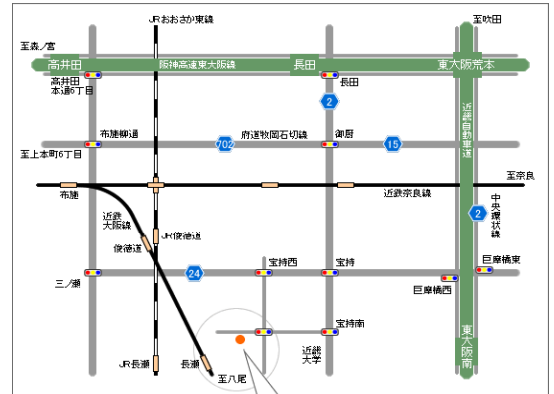 JRおおさか東線
至吹田
至森ノ宮
高井田
阪神高速東大阪線
長田
東大阪荒本
高井田
本通6丁目
長田
2
近畿自動車道
布施柳通
府道牧岡石切線
御厨
702
15
至上本町6丁目
至奈良
布施
近鉄奈良線
近鉄
大阪線
中央環状線
2
JR俊徳道
俊徳道
宝持西
宝持
巨摩橋東
24
三ノ瀬
巨摩橋西
宝持南
東大阪南
近畿
大学
JR長瀬
長瀬
至八尾